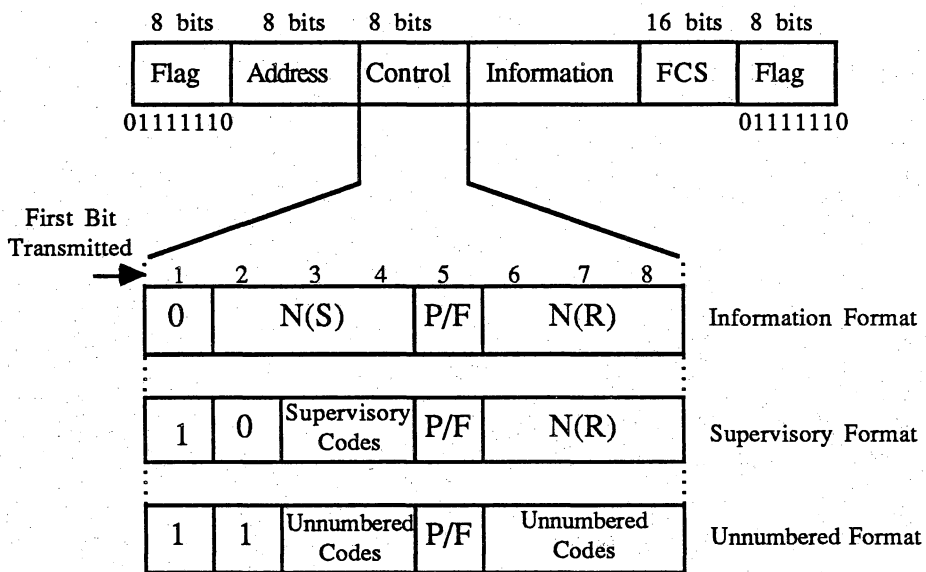 8 bits 8 bits 8 bits 16 bits 8 bits
Flag Address Control Information FCS Flag
01111110 01111110
First Bit
Transmitted
1 2 3 4 5 6 7 8
0 N(S) P/F N(R) Information Format
1 0 Supervisory Codes P/F N(R) Supervisory Format
1 1 Unnumbered Codes P/F Unnumbered Codes Unnumbered Format